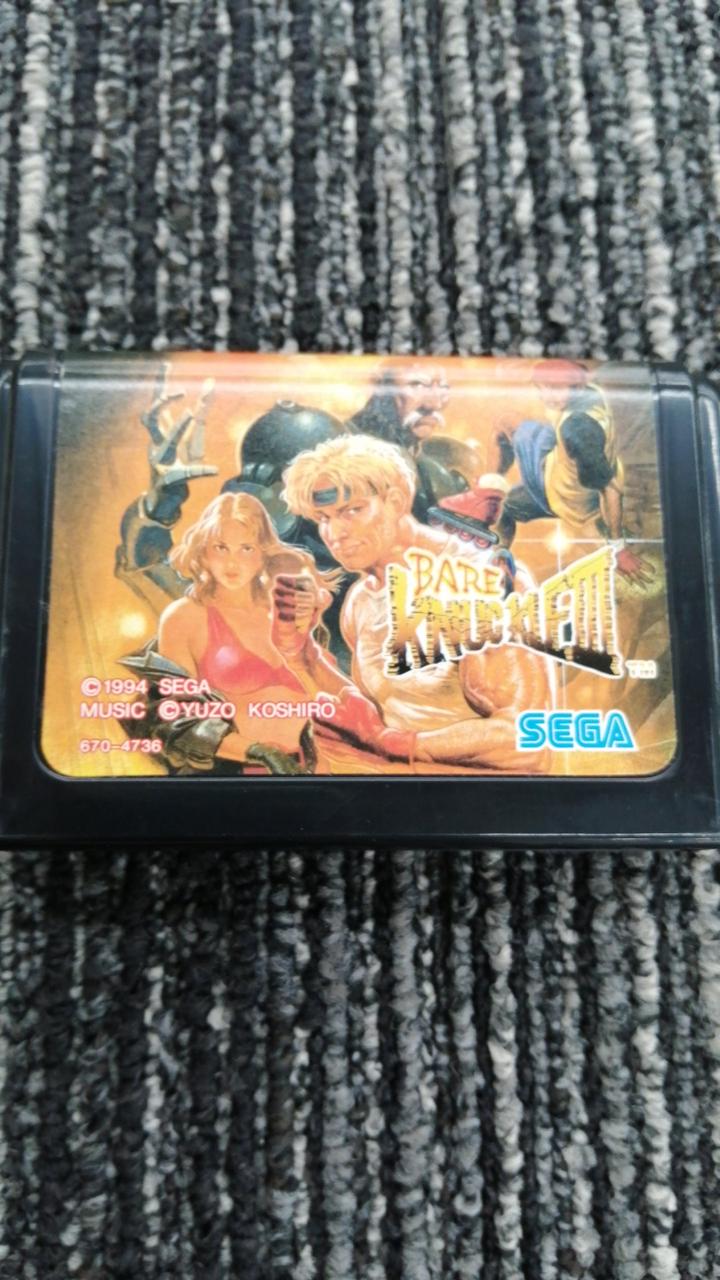 BARE
KNUCKLE III
©1994 SEGA
MUSIC ©YUZO KOSHIRO
670-4736
SEGA